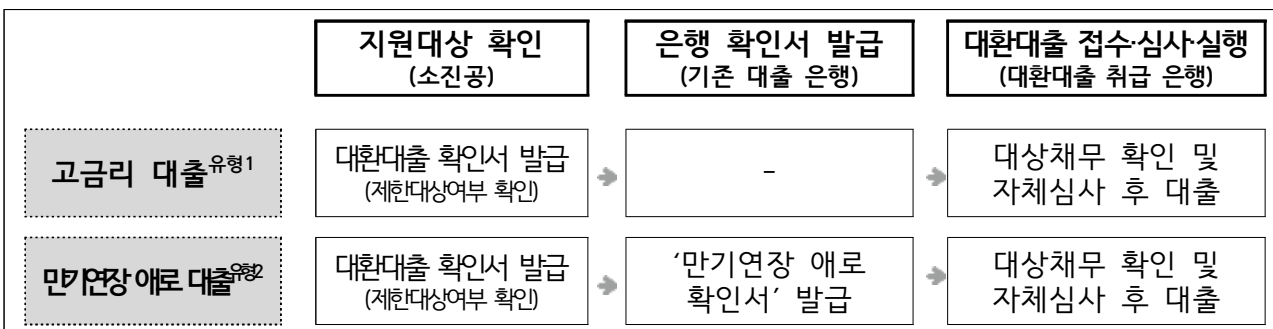 지원대상 확인
(소진공)
은행 확인서 발급
(기존 대출 은행)
대환대출 접수·심사·실행
(대환대출 취급 은행)
고금리 대출유형1
대환대출 확인서 발급
(제한대상여부 확인)
-
대상채무 확인 및
자체심사 후 대출
만기연장 애로 대출유형2
대환대출 확인서 발급
(제한대상여부 확인)
‘만기연장 애로
확인서’ 발급
대상채무 확인 및
자체심사 후 대출